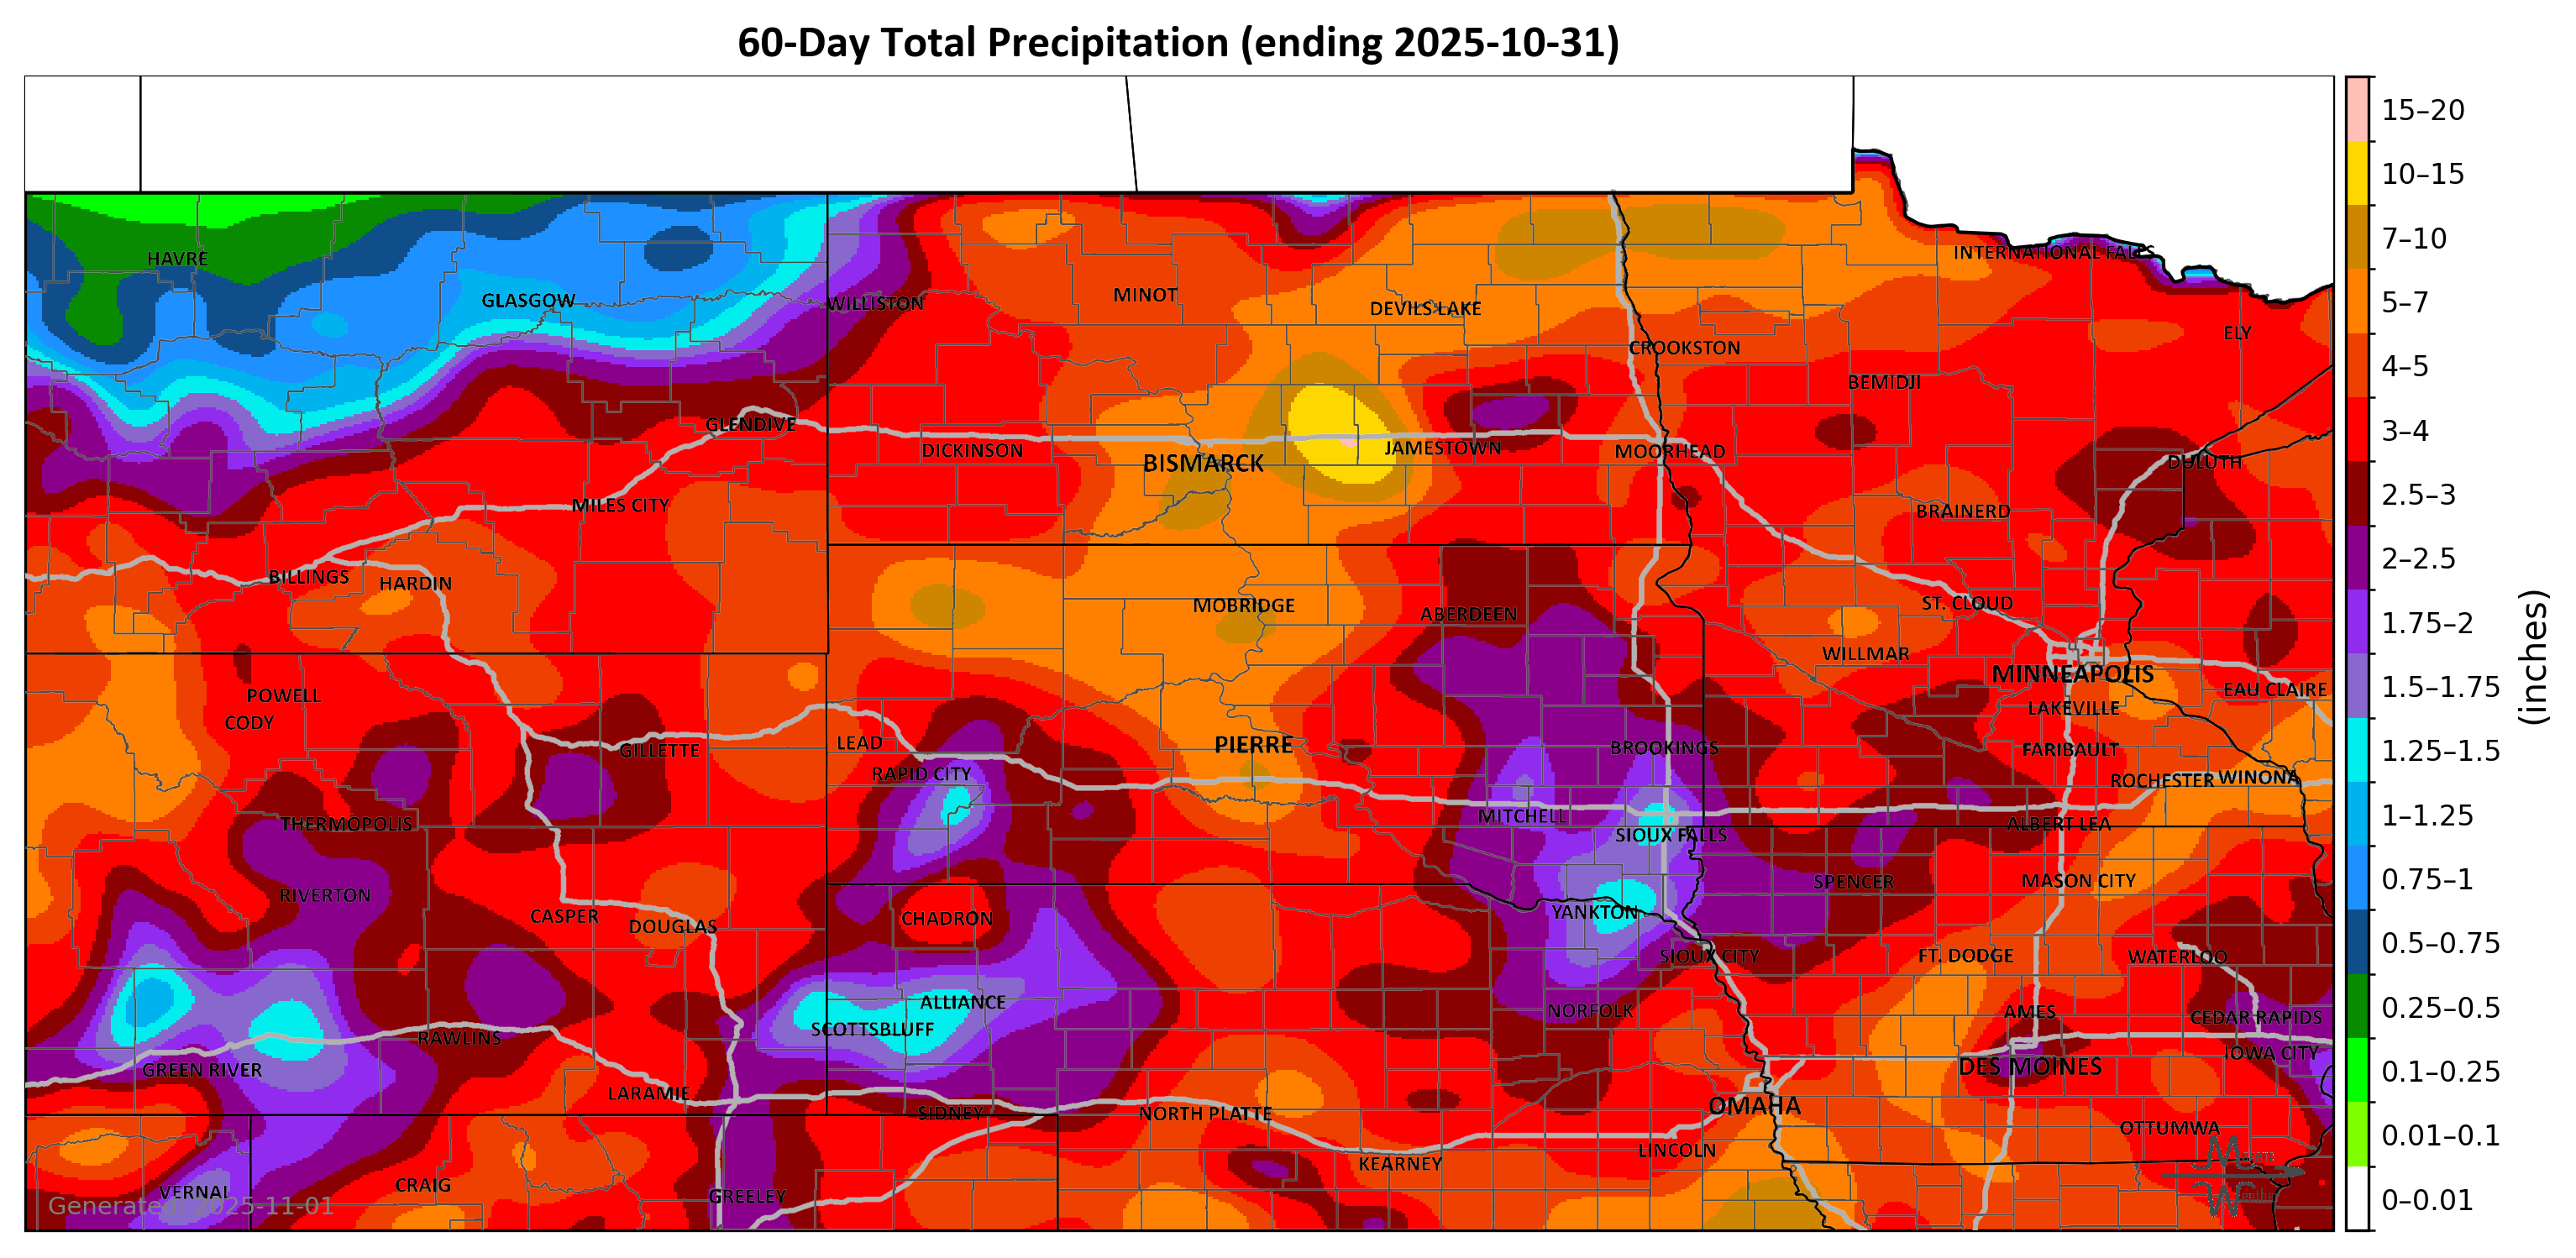 60-Day Total Precipitation (ending 2025-10-31)
15–20
10–15
7–10
5–7
4–5
3–4
2.5–3
2–2.5
1.75–2
1.5–1.75
1.25–1.5
1–1.25
0.75–1
0.5–0.75
0.25–0.5
0.1–0.25
0.01–0.1
0–0.01
(inches)
HAVRE
INTERNATIONAL FALLS
GLASGOW
WILLISTON
MINOT
DEVILS LAKE
ELY
CROOKSTON
BEMIDJI
GLENDIVE
DICKINSON
BISMARCK
JAMESTOWN
MOORHEAD
DULUTH
MILES CITY
BRAINERD
BILLINGS
HARDIN
MOBRIDGE
ABERDEEN
ST. CLOUD
WILLMAR
MINNEAPOLIS
EAU CLAIRE
POWELL
CODY
LAKEVILLE
GILLETTE
LEAD
PIERRE
BROOKINGS
FARIBAULT
RAPID CITY
ROCHESTER
WINONA
THERMOPOLIS
MITCHELL
SIOUX FALLS
ALBERT LEA
RIVERTON
SPENCER
MASON CITY
CASPER
DOUGLAS
CHADRON
YANKTON
SIOUX CITY
FT. DODGE
WATERLOO
ALLIANCE
SCOTTSBLUFF
NORFOLK
AMES
CEDAR RAPIDS
RAWLINS
GREEN RIVER
IOWA CITY
DES MOINES
LARAMIE
SIDNEY
NORTH PLATTE
OMAHA
OTTUMWA
LINCOLN
KEARNEY
VERNAL
CRAIG
GREELEY
Generated: 2025-11-01